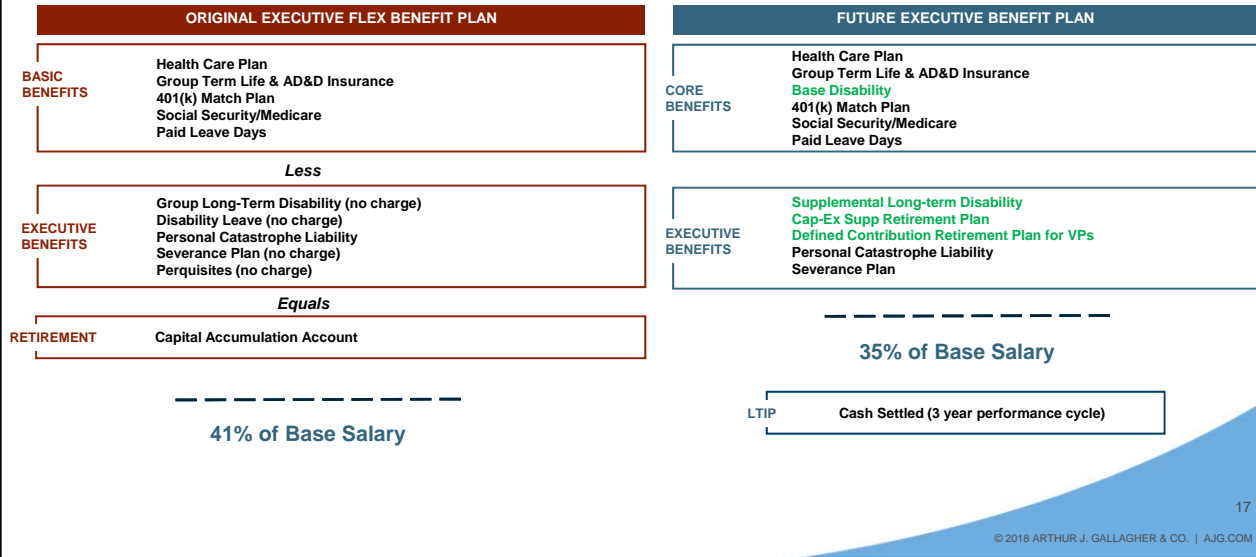 ORIGINAL EXECUTIVE FLEX BENEFIT PLAN
BASIC
BENEFITS
Health Care Plan
Group Term Life & AD&D Insurance
401(k) Match Plan
Social Security/Medicare
Paid Leave Days
Less
EXECUTIVE
BENEFITS
Group Long-Term Disability (no charge)
Disability Leave (no charge)
Personal Catastrophe Liability
Severance Plan (no charge)
Perquisites (no charge)
Equals
RETIREMENT
Capital Accumulation Account
41% of Base Salary
FUTURE EXECUTIVE BENEFIT PLAN
CORE
BENEFITS
Health Care Plan
Group Term Life & AD&D Insurance
Base Disability
401(k) Match Plan
Social Security/Medicare
Paid Leave Days
EXECUTIVE
BENEFITS
Supplemental Long-term Disability
Cap-Ex Supp Retirement Plan
Defined Contribution Retirement Plan for VPs
Personal Catastrophe Liability
Severance Plan
35% of Base Salary
LTIP
Cash Settled (3 year performance cycle)
17
© 2018 ARTHUR J. GALLAGHER & CO. | AJG.COM